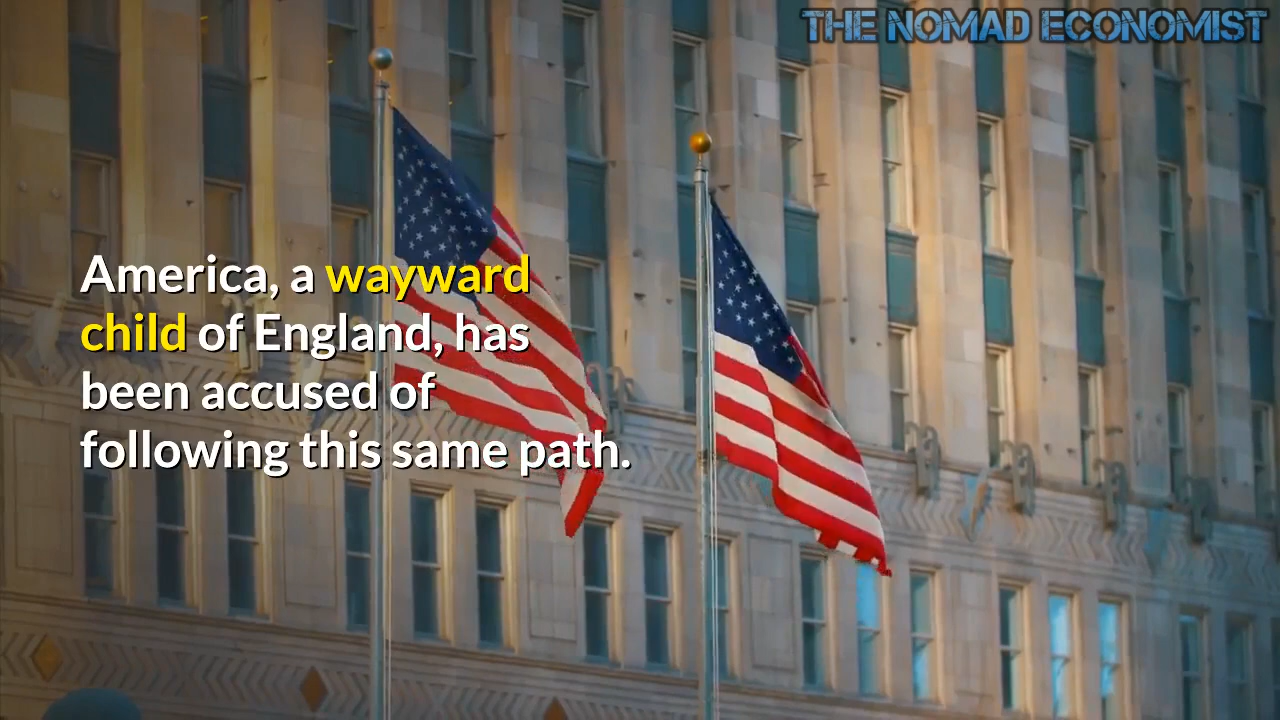 THE NOMAD ECONOMIST
America, a wayward
child of England, has
been accused of
following this same path.